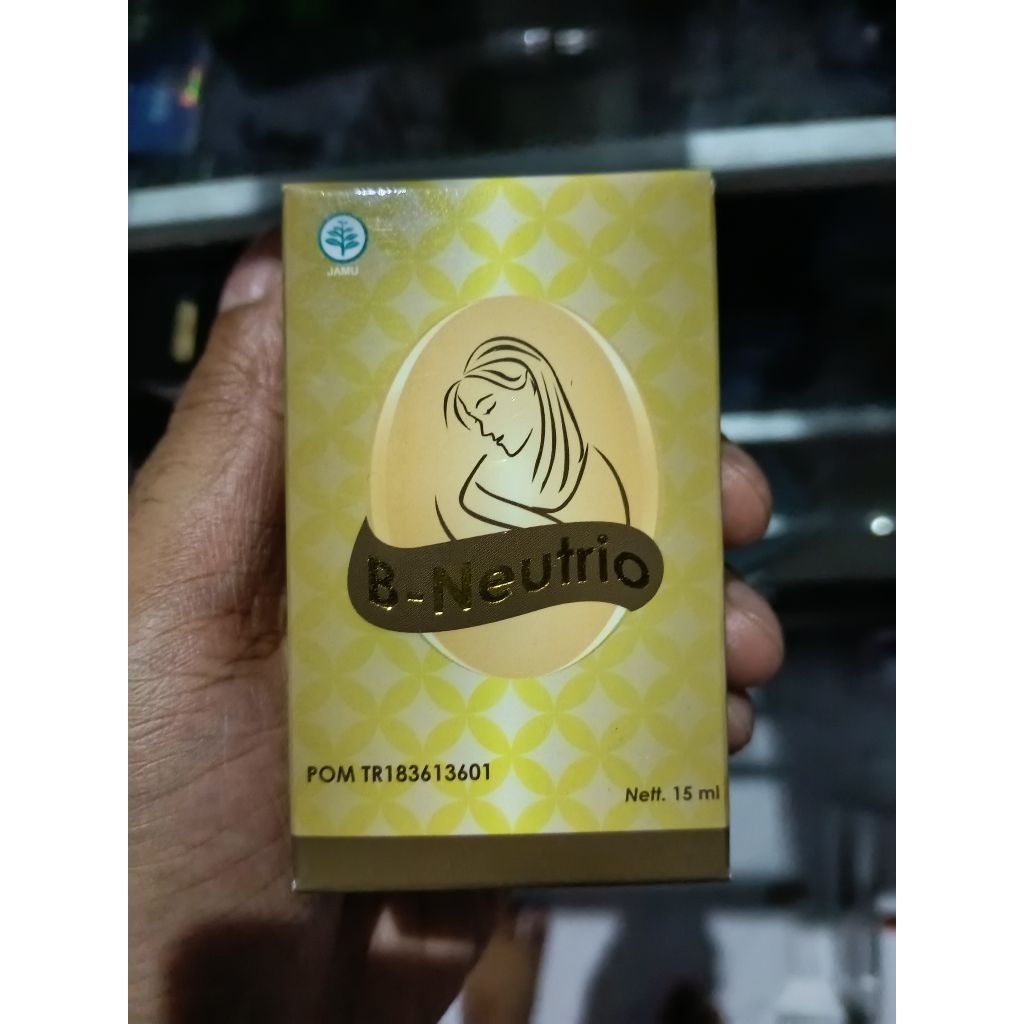 JAMU
B-Neutrio
POM TR183613601
Nett. 15 ml